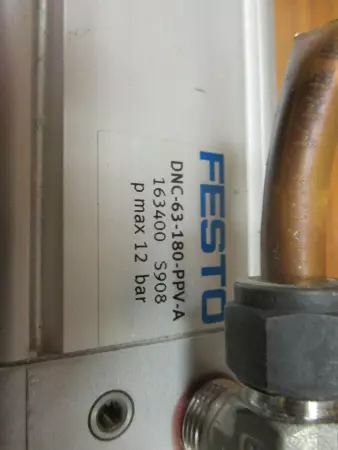 FESTO
DNC-63-180-PPV-A
163400 S908
p max 12 bar